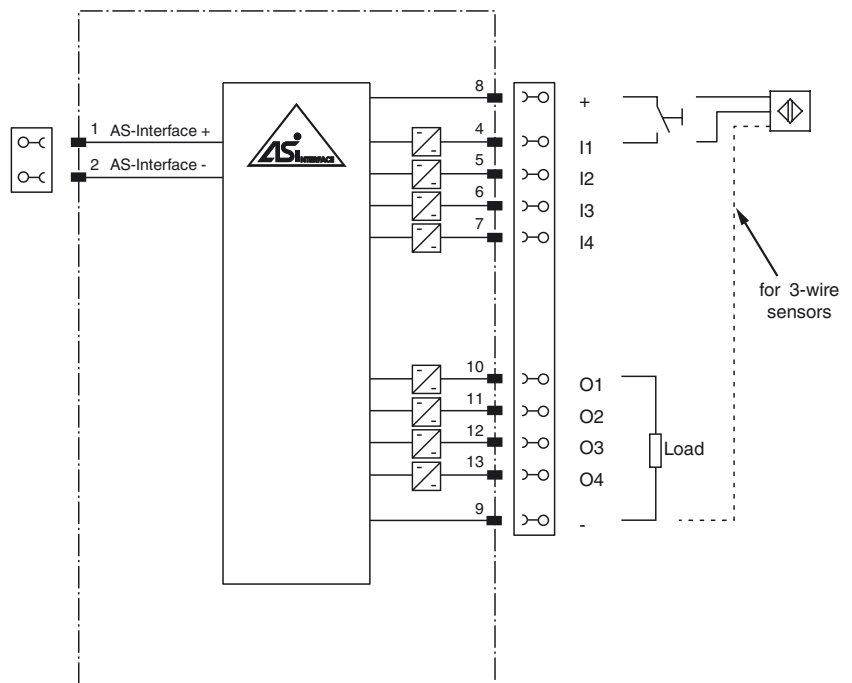 8
+
1 AS-Interface +
4
I1
ASi INTERFACE
2 AS-Interface -
5
I2
6
I3
7
I4
for 3-wire
sensors
10
O1
11
O2
12
O3
Load
13
O4
9
-